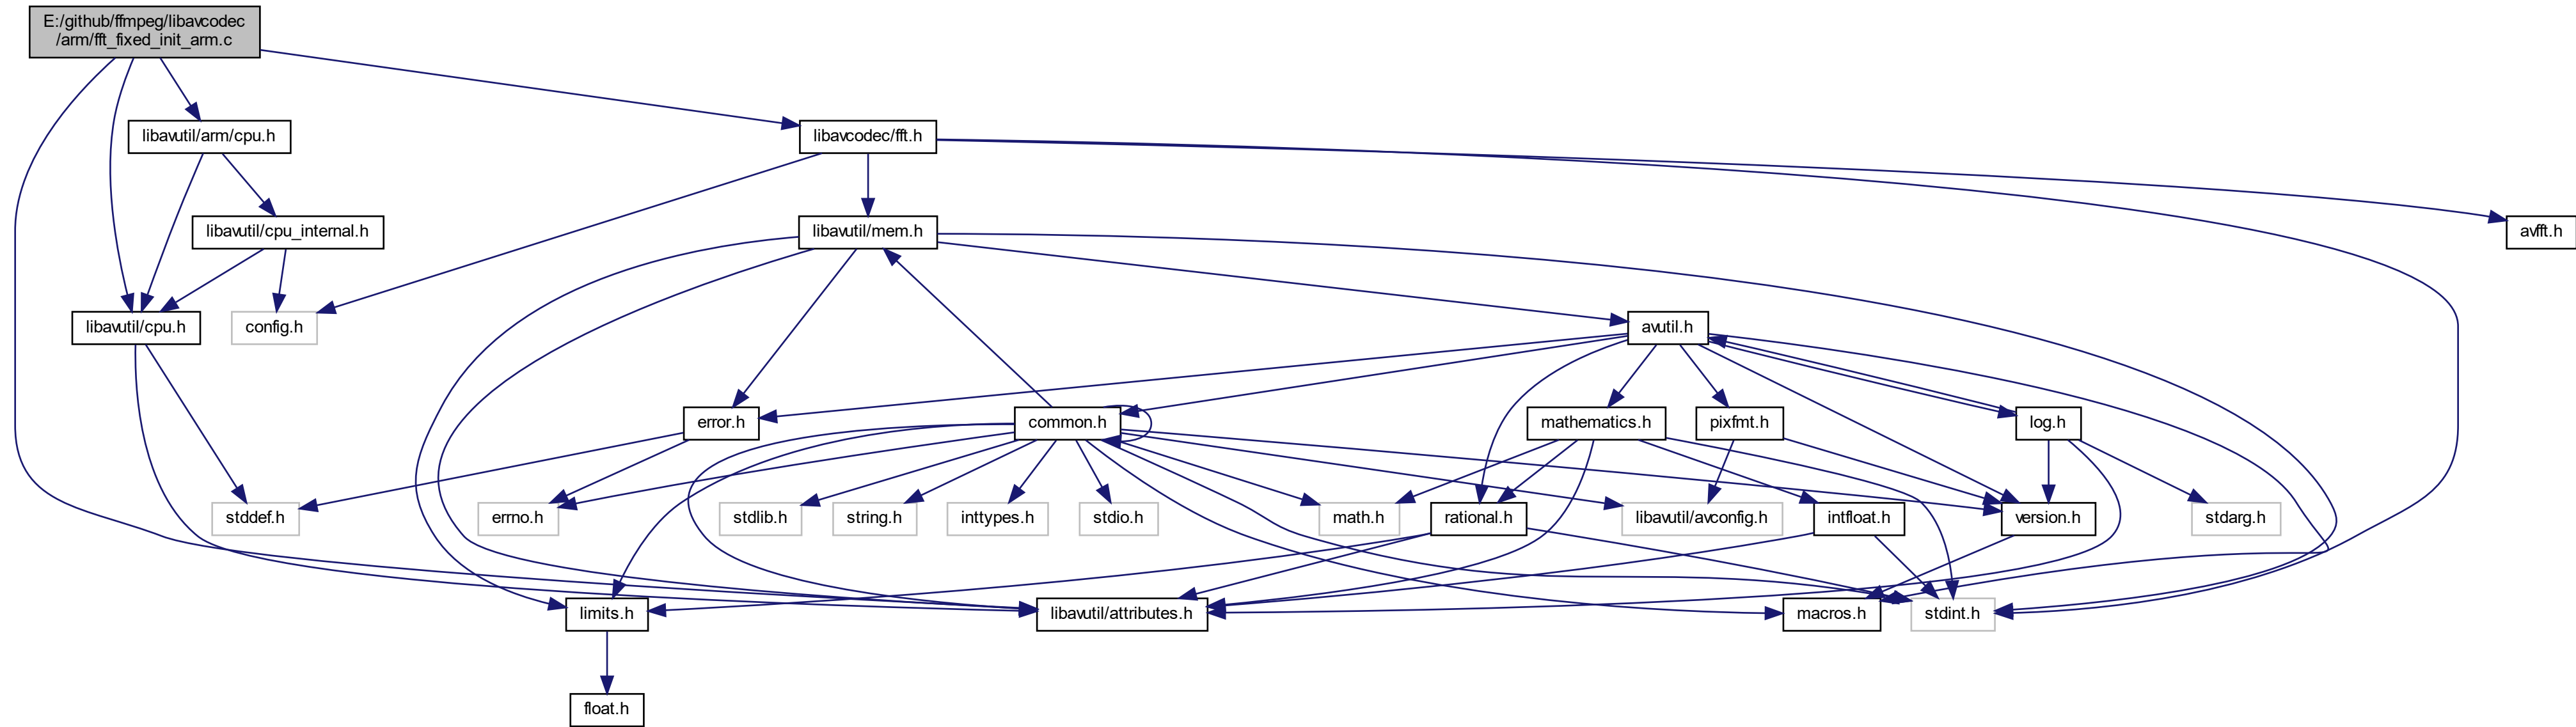 E:/github/ffmpeg/libavcodec
/arm/fft_fixed_init_arm.c
libavutil/arm/cpu.h
libavcodec/fft.h
libavutil/cpu_internal.h
libavutil/mem.h
avfft.h
libavutil/cpu.h
config.h
avutil.h
error.h
common.h
mathematics.h
pixfmt.h
log.h
stddef.h
errno.h
stdlib.h
string.h
inttypes.h
stdio.h
math.h
rational.h
libavutil/avconfig.h
intfloat.h
version.h
stdarg.h
limits.h
libavutil/attributes.h
macros.h
stdint.h
float.h